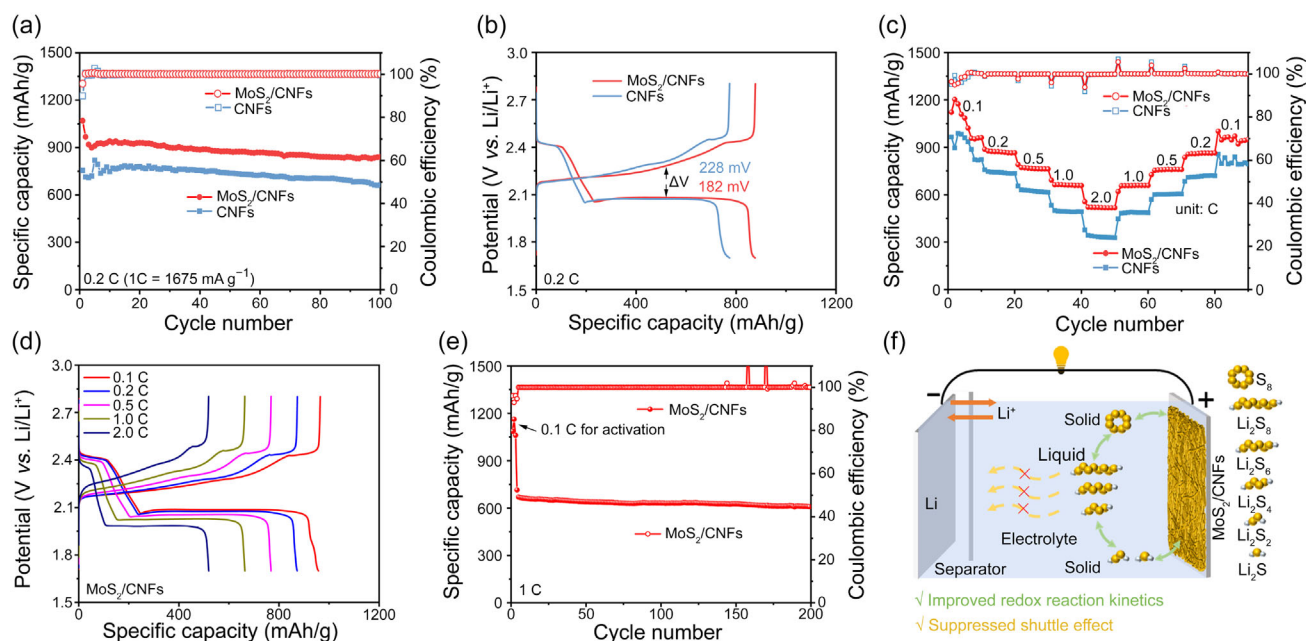 (a)
Specific capacity (mAh/g)
1500
1200
900
600
300
0
MoS₂/CNFs
CNFs
MoS₂/CNFs
CNFs
0.2 C (1C = 1675 mA g⁻¹)
0 20 40 60 80 100
Cycle number
100
80
60
40
20
0
Coulombic efficiency (%)
(b)
Potential (V vs. Li/Li⁺)
3.0
2.7
2.4
2.1
1.8
1.5
MoS₂/CNFs
CNFs
228 mV
ΔV
182 mV
0.2 C
0 400 800 1200
Specific capacity (mAh/g)
(c)
Specific capacity (mAh/g)
1500
1200
900
600
300
0
MoS₂/CNFs
CNFs
0.1
0.2
0.5
1.0
2.0
1.0
0.5
0.2
0.1
unit: C
MoS₂/CNFs
CNFs
0 20 40 60 80
Cycle number
100
80
60
40
20
0
Coulombic efficiency (%)
(d)
Potential (V vs. Li/Li⁺)
3.0
2.7
2.4
2.1
1.8
1.5
0.1 C
0.2 C
0.5 C
1.0 C
2.0 C
MoS₂/CNFs
0 400 800 1200
Specific capacity (mAh/g)
(e)
Specific capacity (mAh/g)
1500
1200
900
600
300
0
MoS₂/CNFs
0.1 C for activation
MoS₂/CNFs
1 C
0 50 100 150 200
Cycle number
100
80
60
40
20
0
Coulombic efficiency (%)
(f)
−
+
Li⁺
Solid
Liquid
Li
Electrolyte
Separator
Solid
MoS₂/CNFs
S₈
Li₂S₈
Li₂S₆
Li₂S₄
Li₂S₂
Li₂S
√ Improved redox reaction kinetics
√ Suppressed shuttle effect